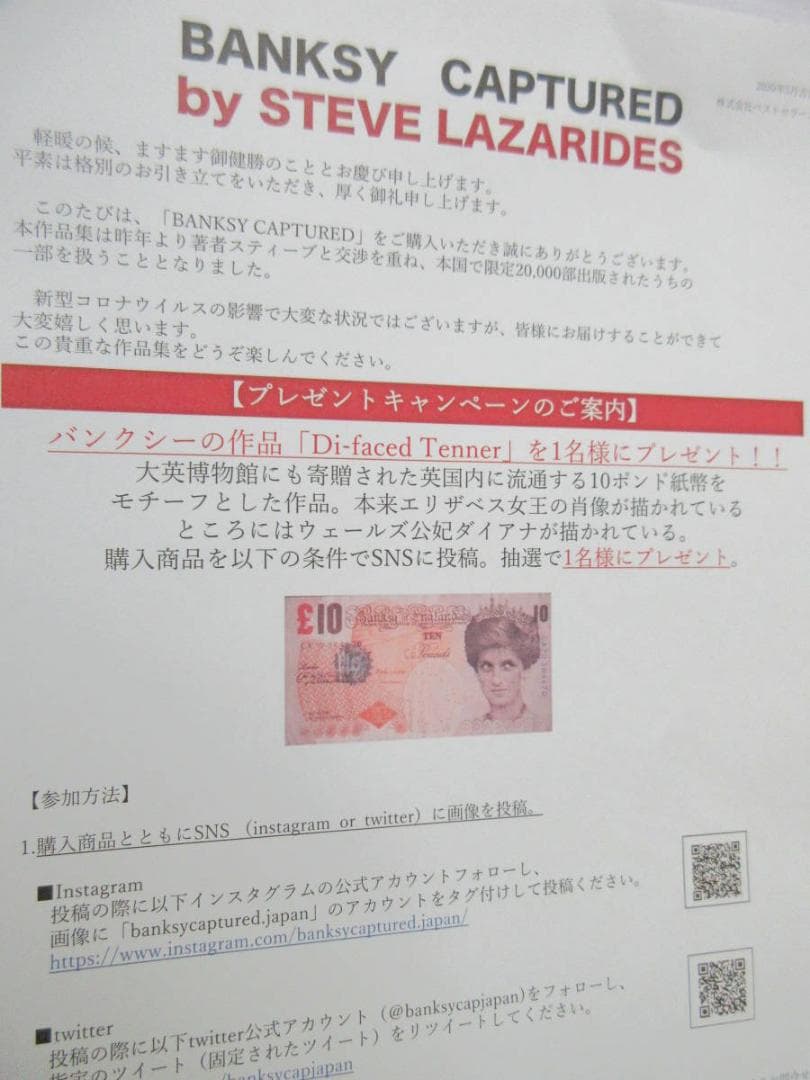 BANKSY CAPTURED
by STEVE LAZARIDES
軽暖の候、ますます御健勝のこととお慶び申し上げます。
平素は格別のお引き立てをいただき、厚く御礼申し上げます。
このたびは、「BANKSY CAPTURED」をご購入いただき誠にありがとうございます。
本作品集は昨年より著者スティーブと交渉を重ね、本国で限定20,000部出版されたうちの
一部を扱うこととなりました。
新型コロナウイルスの影響で大変な状況ではございますが、皆様にお届けすることができて
大変嬉しく思います。
この貴重な作品集をどうぞ楽しんでください。
【プレゼントキャンペーンのご案内】
バンクシーの作品「Di-faced Tenner」を1名様にプレゼント！！
大英博物館にも寄贈された英国内に流通する10ポンド紙幣を
モチーフとした作品。本来エリザベス女王の肖像が描かれている
ところにはウェールズ公妃ダイアナが描かれている。
購入商品を以下の条件でSNSに投稿。抽選で1名様にプレゼント。
£10
Banksy of England
10
TEN
Pounds
【参加方法】
1.購入商品とともにSNS （instagram or twitter）に画像を投稿。
■Instagram
投稿の際に以下インスタグラムの公式アカウントフォローし、
画像に「banksycaptured.japan」のアカウントをタグ付けして投稿ください。
https://www.instagram.com/banksycaptured.japan/
■twitter
投稿の際に以下twitter公式アカウント（@banksycapjapan)をフォローし、
指定のツイート（固定されたツイート）をリツイートしてください。
/banksycapjapan